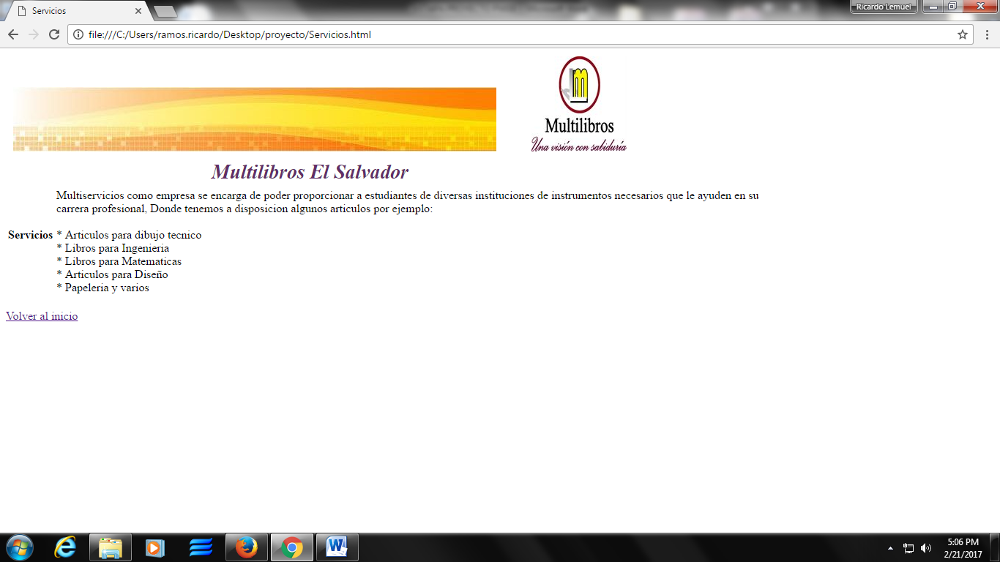 Servicios
Ricardo Lemuel
file:///C:/Users/ramos.ricardo/Desktop/proyecto/Servicios.html
m
Multilibros
Una visión con sabiduría
Multilibros El Salvador
Multiservicios como empresa se encarga de poder proporcionar a estudiantes de diversas instituciones de instrumentos necesarios que le ayuden en su
carrera profesional, Donde tenemos a disposicion algunos articulos por ejemplo:
Servicios * Articulos para dibujo tecnico
* Libros para Ingenieria
* Libros para Matematicas
* Articulos para Diseño
* Papeleria y varios
Volver al inicio
5:06 PM
2/21/2017